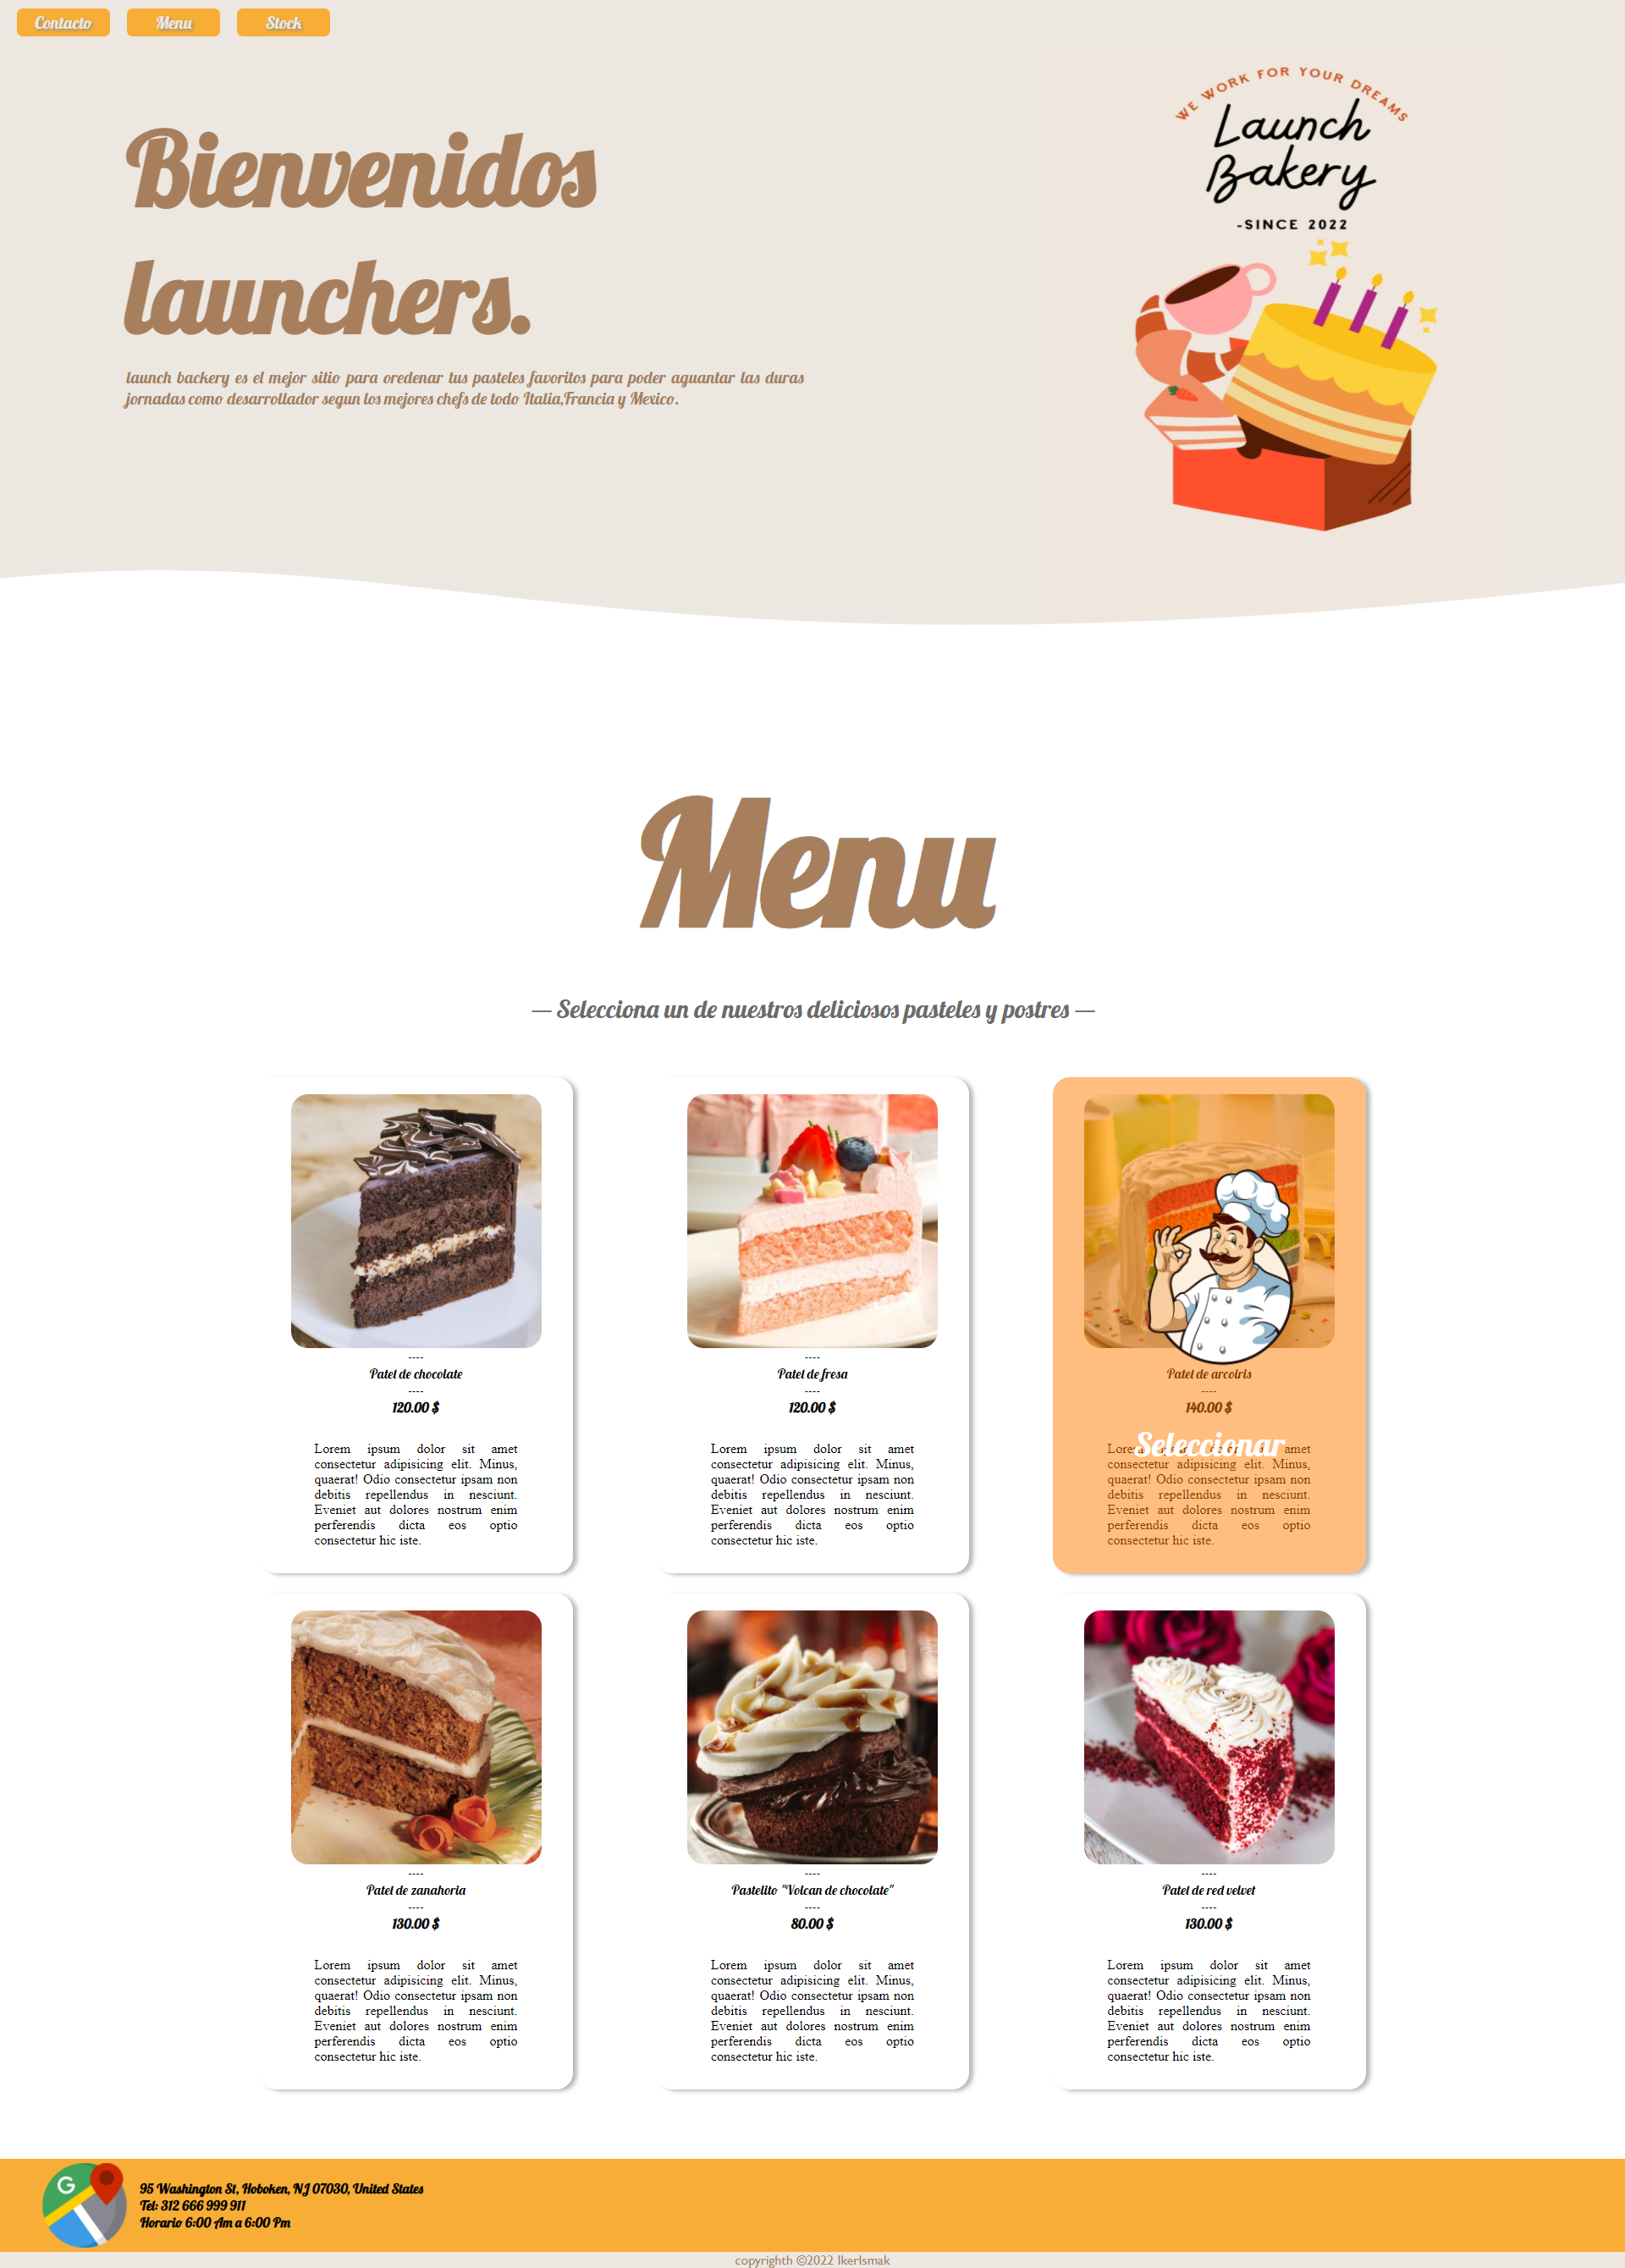 Contacto
Menu
Stock
WE WORK FOR YOUR DREAMS
Launch
Bakery
-SINCE 2022
Bienvenidos
launchers.
launch backery es el mejor sitio para oredenar tus pasteles favoritos para poder aguantar las duras
jornadas como desarrollador segun los mejores chefs de todo Italia,Francia y Mexico.
Menu
— Selecciona un de nuestros deliciosos pasteles y postres —
----
Patel de chocolate
----
120.00 $
Lorem ipsum dolor sit amet
consectetur adipisicing elit. Minus,
quaerat! Odio consectetur ipsam non
debitis repellendus in nesciunt.
Eveniet aut dolores nostrum enim
perferendis dicta eos optio
consectetur hic iste.
----
Patel de fresa
----
120.00 $
Lorem ipsum dolor sit amet
consectetur adipisicing elit. Minus,
quaerat! Odio consectetur ipsam non
debitis repellendus in nesciunt.
Eveniet aut dolores nostrum enim
perferendis dicta eos optio
consectetur hic iste.
Patel de arcoiris
----
140.00 $
Seleccionar
amet
consectetur adipisicing elit. Minus,
quaerat! Odio consectetur ipsam non
debitis repellendus in nesciunt.
Eveniet aut dolores nostrum enim
perferendis dicta eos optio
consectetur hic iste.
----
Patel de zanahoria
----
130.00 $
Lorem ipsum dolor sit amet
consectetur adipisicing elit. Minus,
quaerat! Odio consectetur ipsam non
debitis repellendus in nesciunt.
Eveniet aut dolores nostrum enim
perferendis dicta eos optio
consectetur hic iste.
----
Pastelito "Volcan de chocolate"
----
80.00 $
Lorem ipsum dolor sit amet
consectetur adipisicing elit. Minus,
quaerat! Odio consectetur ipsam non
debitis repellendus in nesciunt.
Eveniet aut dolores nostrum enim
perferendis dicta eos optio
consectetur hic iste.
----
Patel de red velvet
----
130.00 $
Lorem ipsum dolor sit amet
consectetur adipisicing elit. Minus,
quaerat! Odio consectetur ipsam non
debitis repellendus in nesciunt.
Eveniet aut dolores nostrum enim
perferendis dicta eos optio
consectetur hic iste.
G
95 Washington St, Hoboken, NJ 07030, United States
Tel: 312 666 999 911
Horario 6:00 Am a 6:00 Pm
copyrighth ©2022 IkerIsmak